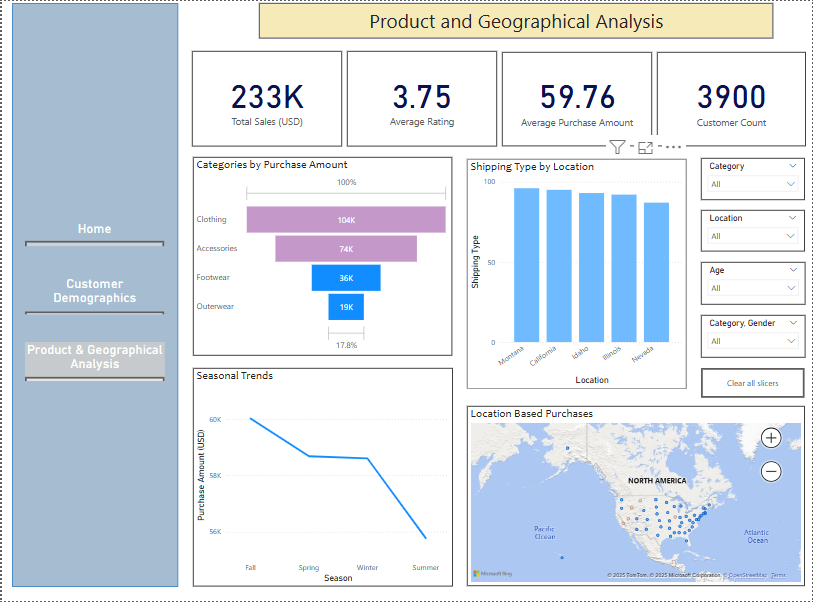 Product and Geographical Analysis
233K
Total Sales (USD)
3.75
Average Rating
59.76
Average Purchase Amount
3900
Customer Count
Home
Customer
Demographics
Product & Geographical
Analysis
Categories by Purchase Amount
100%
Clothing
104K
Accessories
74K
Footwear
36K
Outerwear
19K
17.8%
Shipping Type by Location
Shipping Type
100
50
0
Montana
California
Idaho
Illinois
Nevada
Location
Category
All
Location
All
Age
All
Category, Gender
All
Clear all slicers
Seasonal Trends
Purchase Amount (USD)
60K
58K
56K
Fall
Spring
Winter
Summer
Season
Location Based Purchases
NORTH AMERICA
Pacific
Ocean
Atlantic
Ocean
Microsoft Bing
© 2025 TomTom, © 2025 Microsoft Corporation, © OpenStreetMap Terms